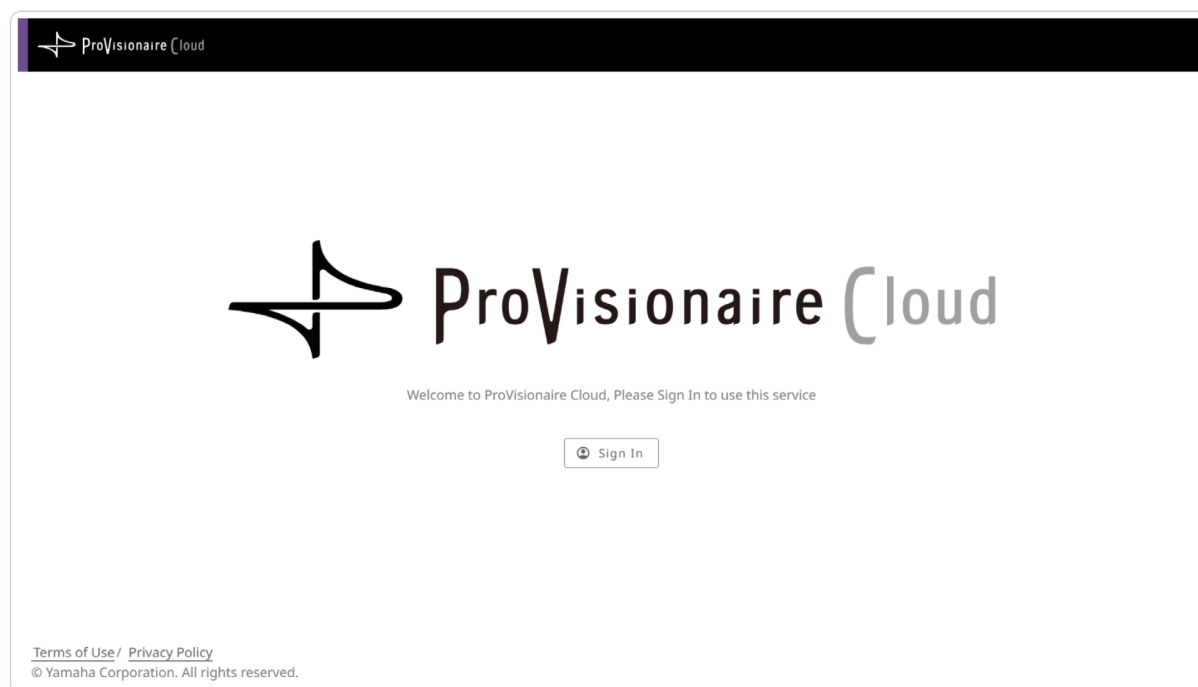 ProVisionaire Cloud
ProVisionaire Cloud
Welcome to ProVisionaire Cloud, Please Sign In to use this service
Sign In
Terms of Use / Privacy Policy
© Yamaha Corporation. All rights reserved.